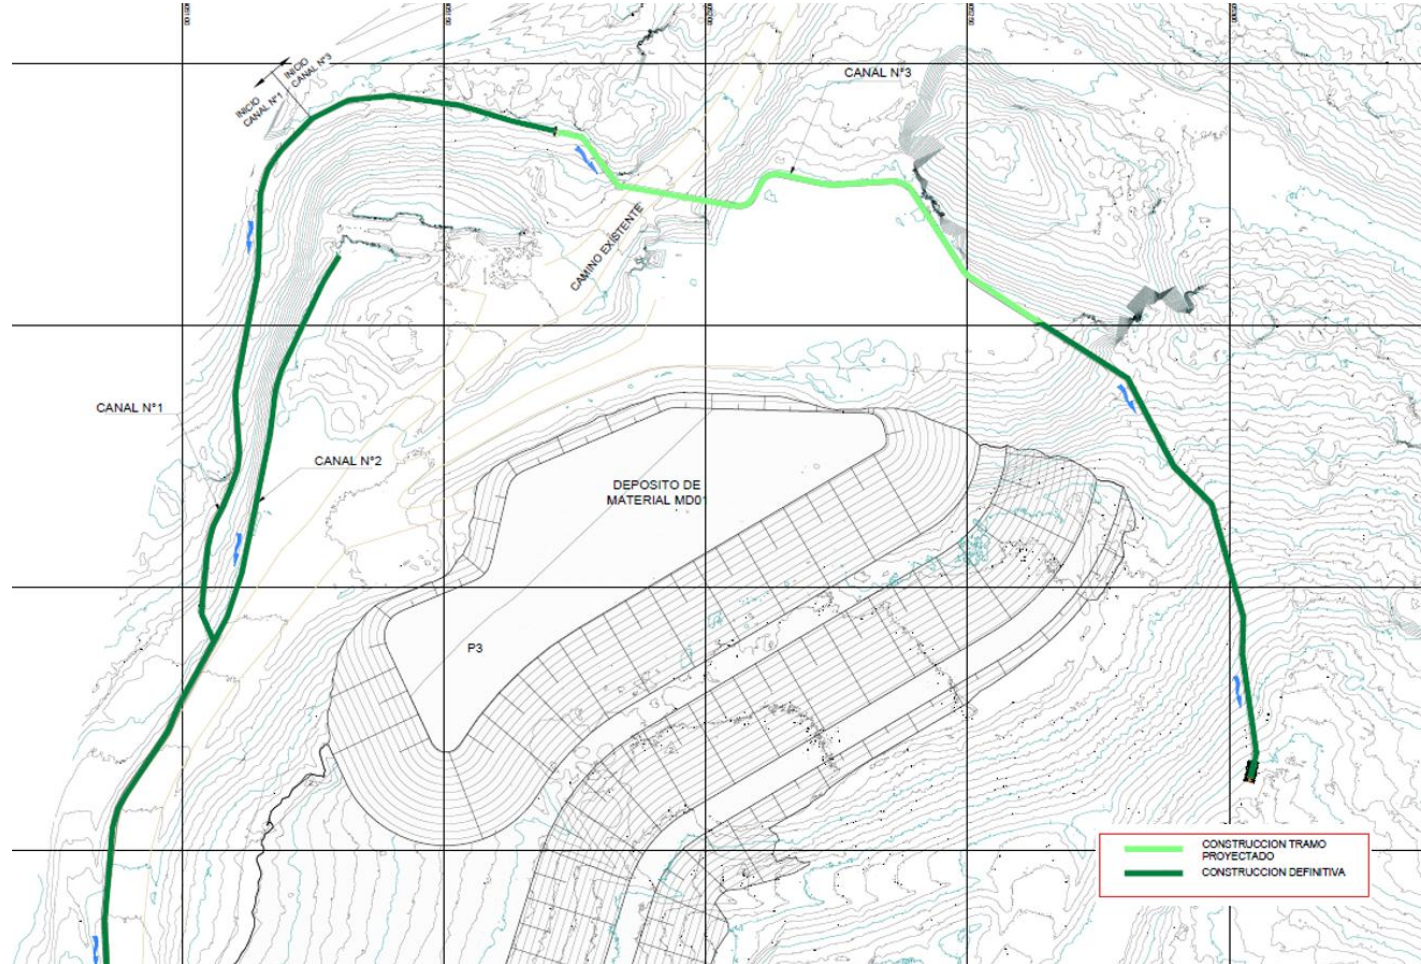 INICIO
CANAL N°3
INICIO
CANAL N°1
CANAL N°3
CAMINO EXISTENTE
CANAL N°1
CANAL N°2
DEPOSITO DE
MATERIAL MD01
P3
CONSTRUCCION TRAMO
PROYECTADO
CONSTRUCCION DEFINITIVA